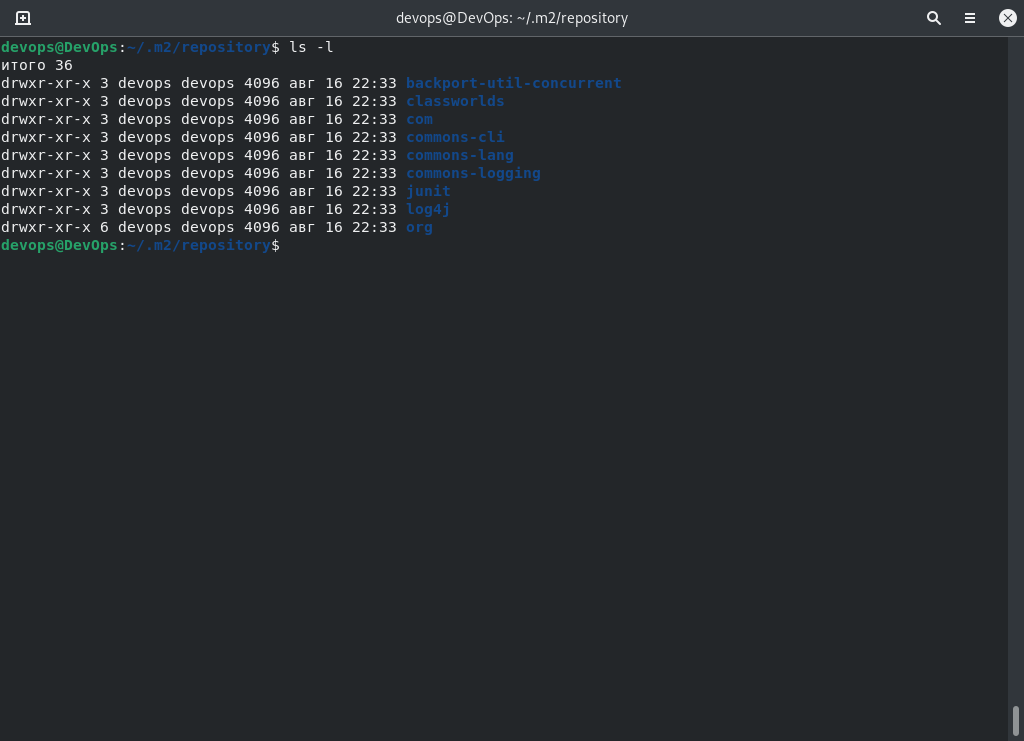 devops@DevOps: ~/.m2/repository
devops@DevOps:~/.m2/repository$ ls -l
итого 36
drwxr-xr-x 3 devops devops 4096 авг 16 22:33 backport-util-concurrent
drwxr-xr-x 3 devops devops 4096 авг 16 22:33 classworlds
drwxr-xr-x 3 devops devops 4096 авг 16 22:33 com
drwxr-xr-x 3 devops devops 4096 авг 16 22:33 commons-cli
drwxr-xr-x 3 devops devops 4096 авг 16 22:33 commons-lang
drwxr-xr-x 3 devops devops 4096 авг 16 22:33 commons-logging
drwxr-xr-x 3 devops devops 4096 авг 16 22:33 junit
drwxr-xr-x 3 devops devops 4096 авг 16 22:33 log4j
drwxr-xr-x 6 devops devops 4096 авг 16 22:33 org
devops@DevOps:~/.m2/repository$